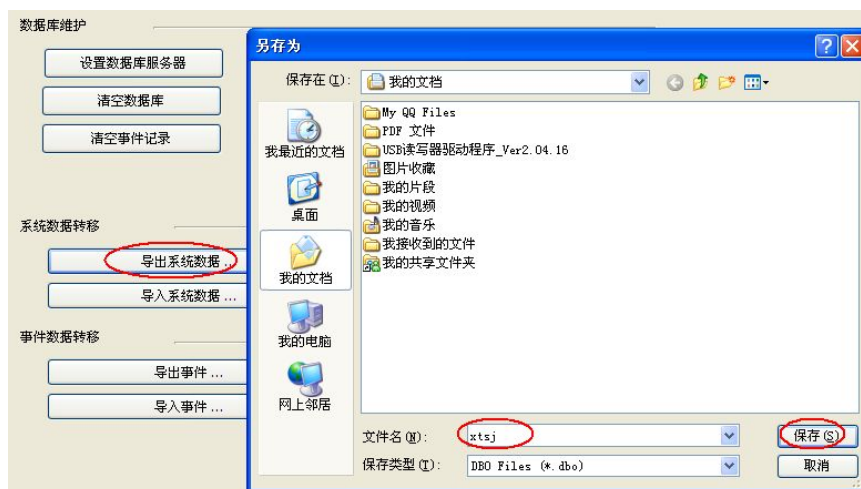 数据库维护
设置数据库服务器
清空数据库
清空事件记录
系统数据转移
导出系统数据 ...
导入系统数据 ...
事件数据转移
导出事件 ...
导入事件 ...
另存为
保存在(I):
我的文档
我最近的文档
桌面
我的文档
我的电脑
网上邻居
My QQ Files
PDF 文件
USB读写器驱动程序_Ver2.04.16
图片收藏
我的片段
我的视频
我的音乐
我接收到的文件
我的共享文件夹
文件名(N):
xtsj
保存(S)
保存类型(T):
DBO Files (*.dbo)
取消